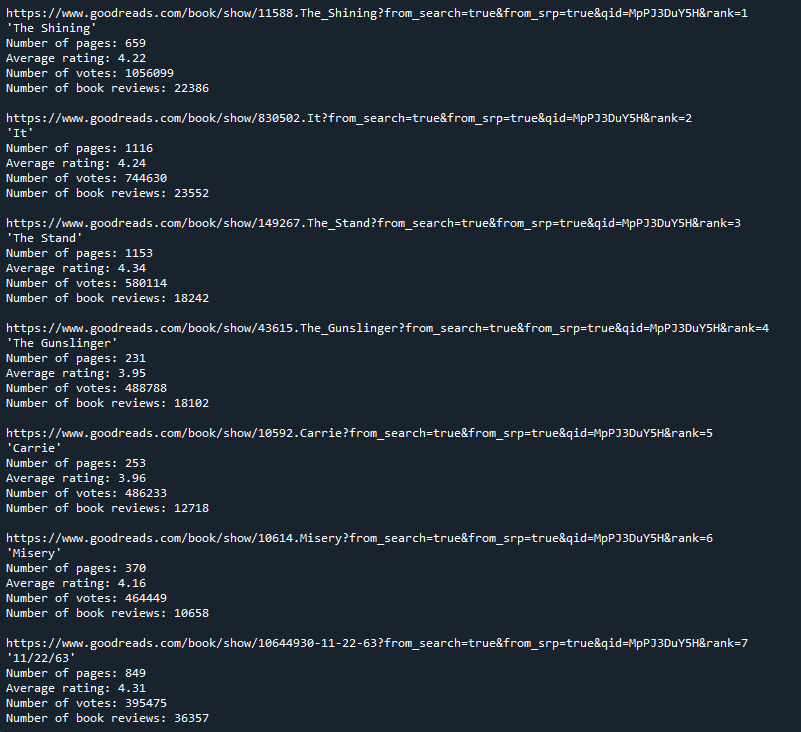 https://www.goodreads.com/book/show/11588.The_Shining?from_search=true&from_srp=true&qid=MpPJ3DuY5H&rank=1
'The Shining'
Number of pages: 659
Average rating: 4.22
Number of votes: 1056099
Number of book reviews: 22386
https://www.goodreads.com/book/show/830502.It?from_search=true&from_srp=true&qid=MpPJ3DuY5H&rank=2
'It'
Number of pages: 1116
Average rating: 4.24
Number of votes: 744630
Number of book reviews: 23552
https://www.goodreads.com/book/show/149267.The_Stand?from_search=true&from_srp=true&qid=MpPJ3DuY5H&rank=3
'The Stand'
Number of pages: 1153
Average rating: 4.34
Number of votes: 580114
Number of book reviews: 18242
https://www.goodreads.com/book/show/43615.The_Gunslinger?from_search=true&from_srp=true&qid=MpPJ3DuY5H&rank=4
'The Gunslinger'
Number of pages: 231
Average rating: 3.95
Number of votes: 488788
Number of book reviews: 18102
https://www.goodreads.com/book/show/10592.Carrie?from_search=true&from_srp=true&qid=MpPJ3DuY5H&rank=5
'Carrie'
Number of pages: 253
Average rating: 3.96
Number of votes: 486233
Number of book reviews: 12718
https://www.goodreads.com/book/show/10614.Misery?from_search=true&from_srp=true&qid=MpPJ3DuY5H&rank=6
'Misery'
Number of pages: 370
Average rating: 4.16
Number of votes: 464449
Number of book reviews: 10658
https://www.goodreads.com/book/show/10644930-11-22-63?from_search=true&from_srp=true&qid=MpPJ3DuY5H&rank=7
'11/22/63'
Number of pages: 849
Average rating: 4.31
Number of votes: 395475
Number of book reviews: 36357